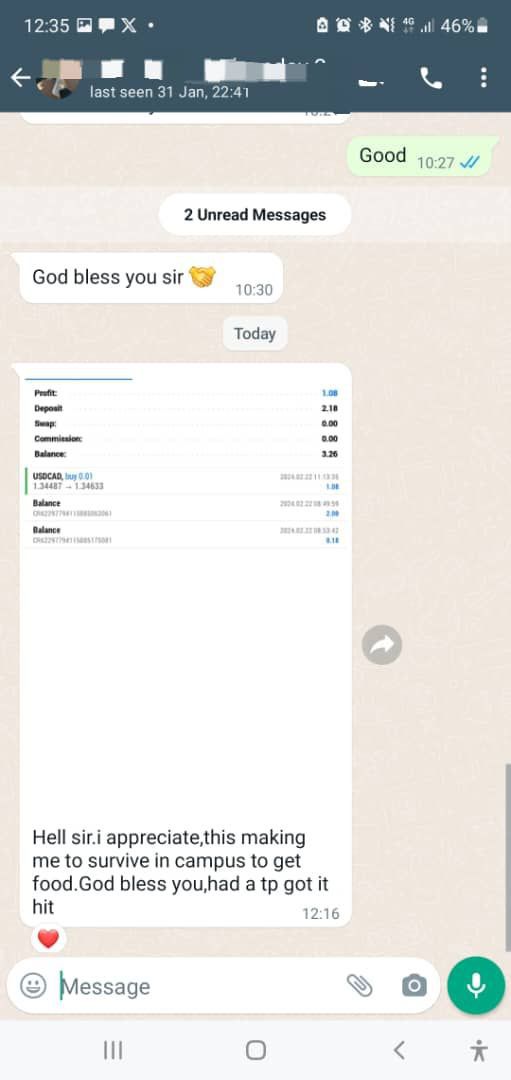 12:35 46%
last seen 31 Jan, 22:41
Good 10:27
2 Unread Messages
God bless you sir 10:30
Today
Profit: 1.08
Deposit 2.18
Swap: 0.00
Commission: 0.00
Balance: 3.26
USDCAD, buy 0.01 2024.02.22 11:13:35
1.34487 → 1.34633 1.08
Balance 2024.02.22 08:49:56
2.00
Balance 2024.02.22 08:53:42
0.18
Hell sir.i appreciate,this making
me to survive in campus to get
food.God bless you,had a tp got it
hit 12:16
Message